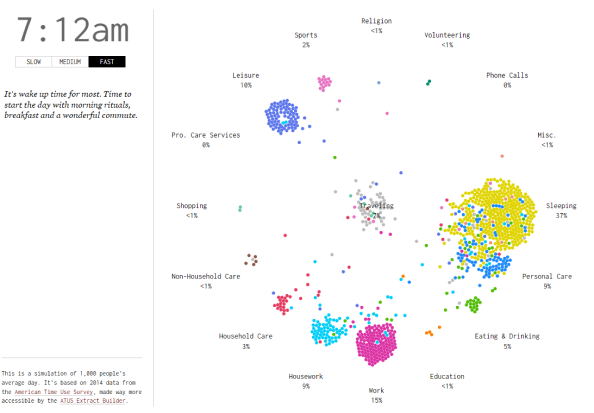 7:12am
SLOW MEDIUM FAST
It's wake up time for most. Time to
start the day with morning rituals,
breakfast and a wonderful commute.
Religion
<1%
Sports
2%
Volunteering
<1%
Leisure
10%
Phone Calls
0%
Pro. Care Services
0%
Misc.
<1%
Shopping
<1%
Traveling
Sleeping
37%
Non-Household Care
<1%
Personal Care
9%
Household Care
3%
Eating & Drinking
5%
Housework
9%
Work
15%
Education
<1%
This is a simulation of 1,000 people's
average day. It's based on 2014 data from
the American Time Use Survey, made way more
accessible by the ATUS Extract Builder.